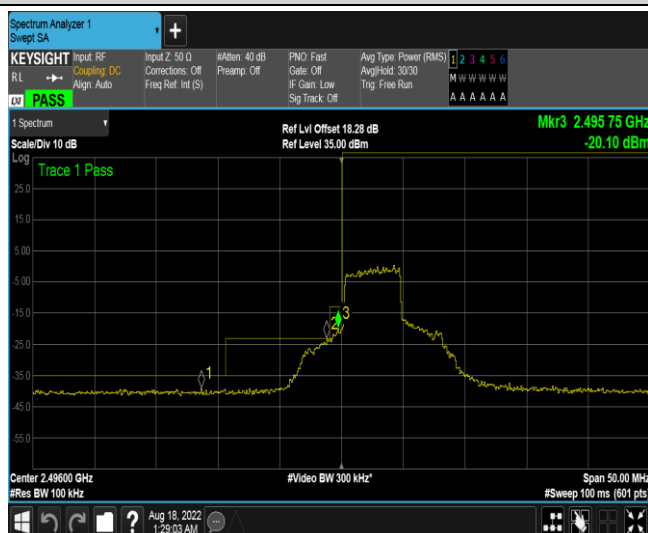 Spectrum Analyzer 1
Swept SA
+
KEYSIGHT
RL
Input: RF
Coupling: DC
Align: Auto
Input Z: 50 Ω
Corrections: Off
Freq Ref: Int (S)
#Atten: 40 dB
Preamp: Off
PNO: Fast
Gate: Off
IF Gain: Low
Sig Track: Off
Avg Type: Power (RMS)
Avg|Hold: 30/30
Trig: Free Run
1 2 3 4 5 6
M W W W W W
A A A A A A
LXI PASS
1 Spectrum
Scale/Div 10 dB
Ref Lvl Offset 18.28 dB
Ref Level 35.00 dBm
Mkr3 2.495 75 GHz
-20.10 dBm
Log
Trace 1 Pass
25.0
15.0
5.00
-5.00
-15.0
-25.0
-35.0
-45.0
-55.0
1
2
3
Center 2.49600 GHz
#Res BW 100 kHz
#Video BW 300 kHz*
Span 50.00 MHz
#Sweep 100 ms (601 pts)
?
Aug 18, 2022
1:29:03 AM